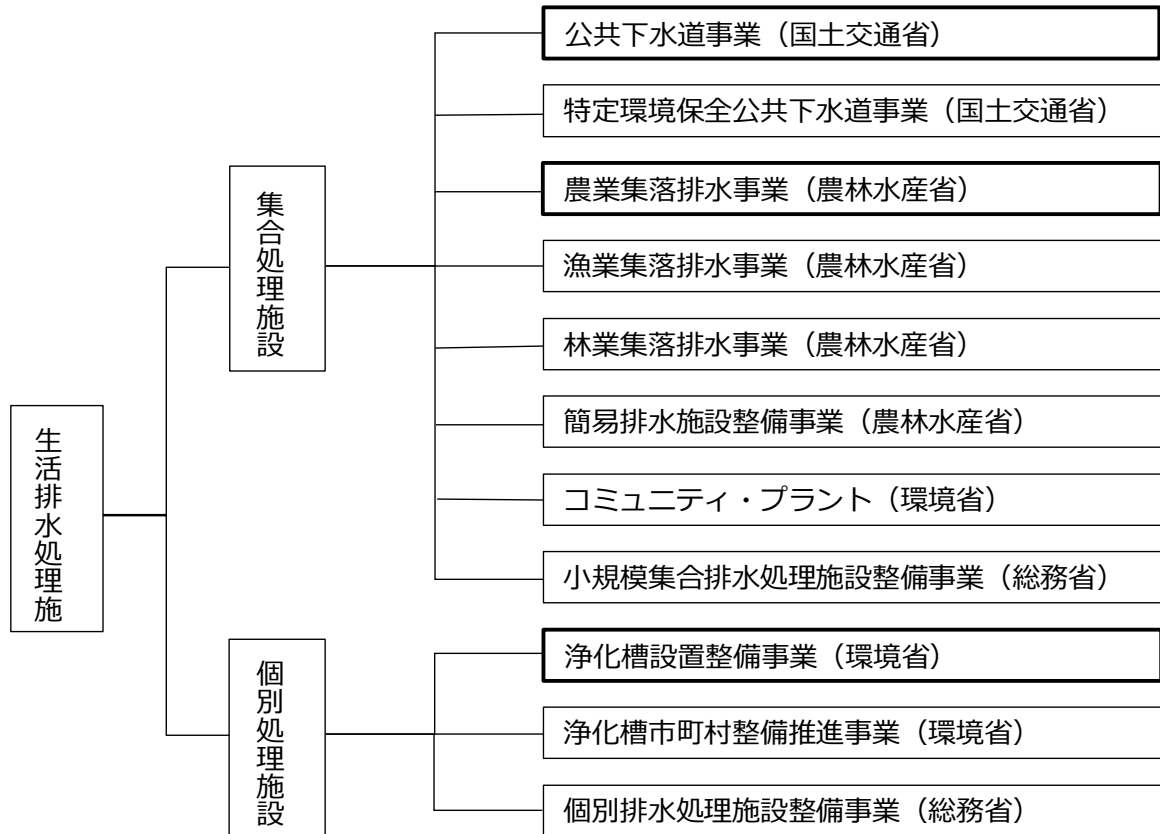 生活排水処理施
集合処理施設
公共下水道事業（国土交通省）
特定環境保全公共下水道事業（国土交通省）
農業集落排水事業（農林水産省）
漁業集落排水事業（農林水産省）
林業集落排水事業（農林水産省）
簡易排水施設整備事業（農林水産省）
コミュニティ・プラント（環境省）
小規模集合排水処理施設整備事業（総務省）
個別処理施設
浄化槽設置整備事業（環境省）
浄化槽市町村整備推進事業（環境省）
個別排水処理施設整備事業（総務省）